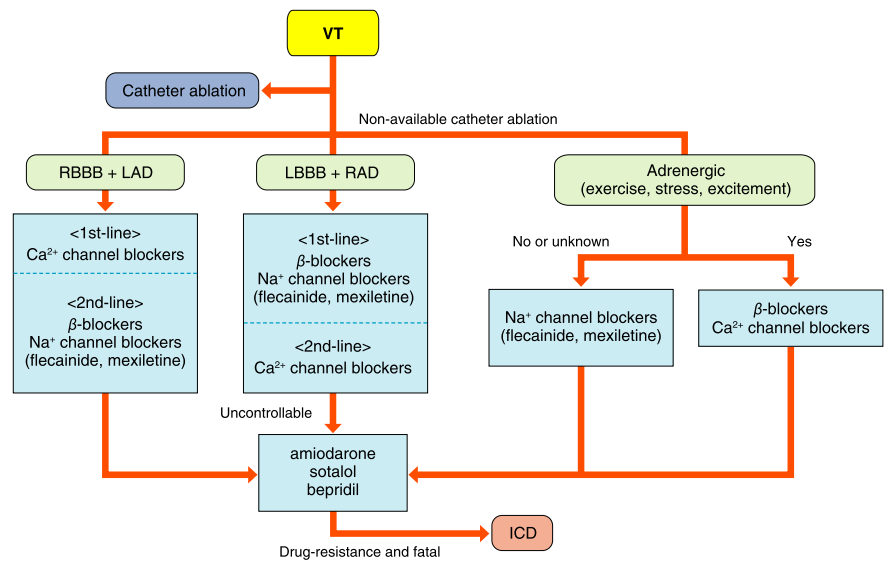 VT
Catheter ablation
Non-available catheter ablation
RBBB + LAD
LBBB + RAD
Adrenergic
(exercise, stress, excitement)
<1st-line>
Ca²⁺ channel blockers
<2nd-line>
β-blockers
Na⁺ channel blockers
(flecainide, mexiletine)
<1st-line>
β-blockers
Na⁺ channel blockers
(flecainide, mexiletine)
<2nd-line>
Ca²⁺ channel blockers
No or unknown
Yes
Na⁺ channel blockers
(flecainide, mexiletine)
β-blockers
Ca²⁺ channel blockers
Uncontrollable
amiodarone
sotalol
bepridil
ICD
Drug-resistance and fatal